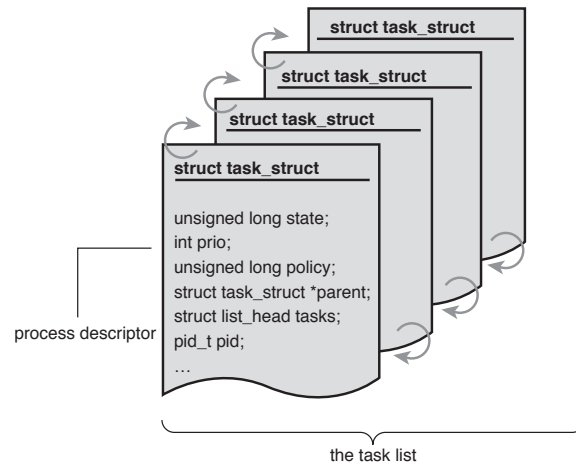 struct task_struct
struct task_struct
struct task_struct
struct task_struct
unsigned long state;
int prio;
unsigned long policy;
struct task_struct *parent;
struct list_head tasks;
pid_t pid;
…
process descriptor
the task list